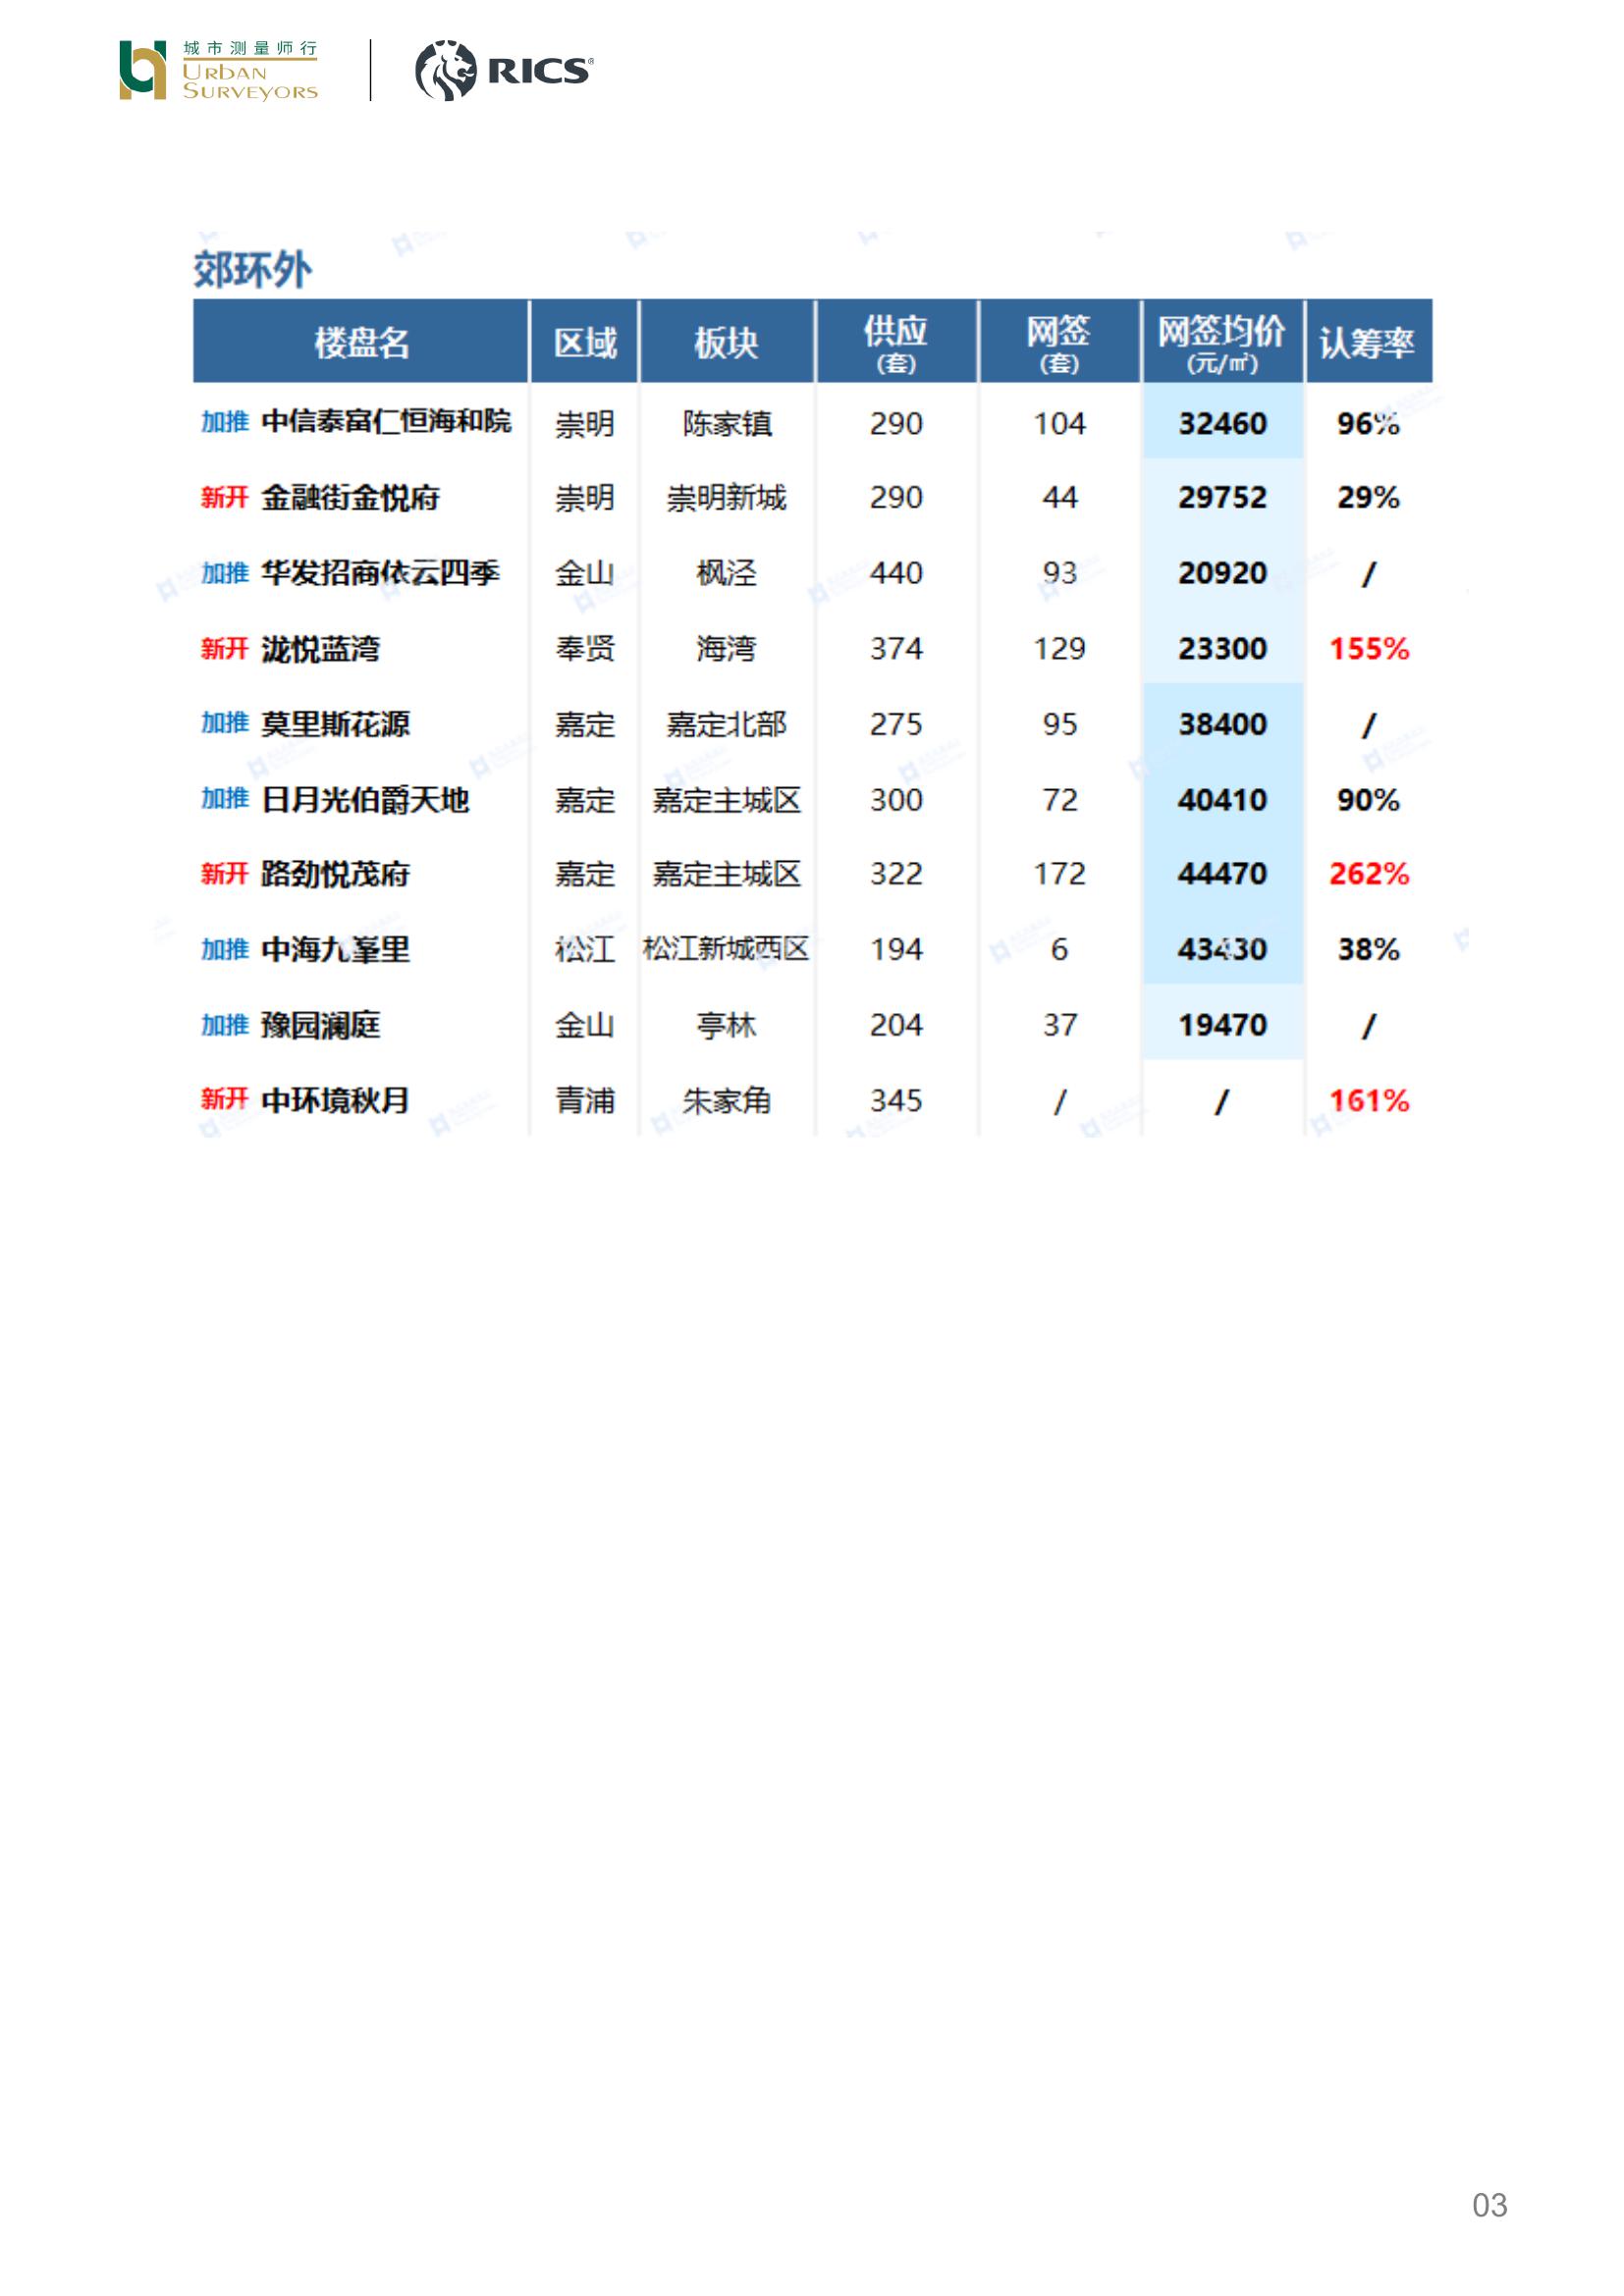 城市测量师行
URBAN
SURVEYORS
RICS®
郊环外
楼盘名 区域 板块 供应(套) 网签(套) 网签均价(元/㎡) 认筹率
加推 中信泰富仁恒海和院 崇明 陈家镇 290 104 32460 96%
新开 金融街金悦府 崇明 崇明新城 290 44 29752 29%
加推 华发招商依云四季 金山 枫泾 440 93 20920 /
新开 泷悦蓝湾 奉贤 海湾 374 129 23300 155%
加推 莫里斯花源 嘉定 嘉定北部 275 95 38400 /
加推 日月光伯爵天地 嘉定 嘉定主城区 300 72 40410 90%
新开 路劲悦茂府 嘉定 嘉定主城区 322 172 44470 262%
加推 中海九峯里 松江 松江新城西区 194 6 43430 38%
加推 豫园澜庭 金山 亭林 204 37 19470 /
新开 中环境秋月 青浦 朱家角 345 / / 161%
03